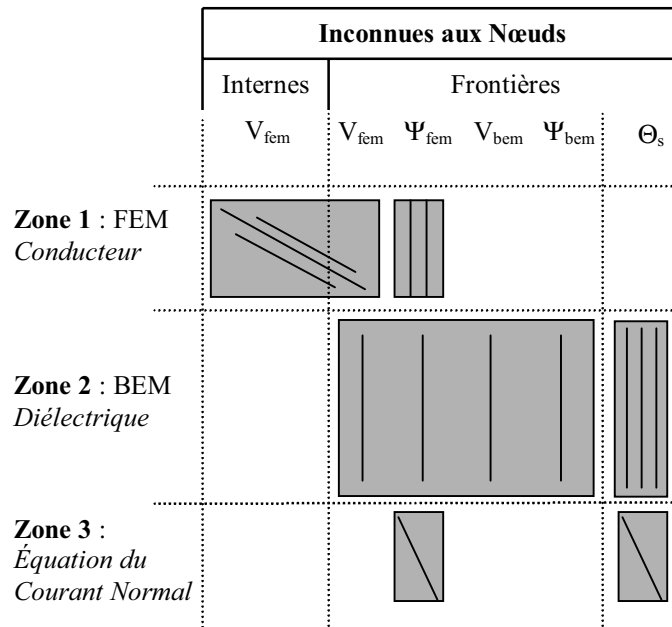 Inconnues aux Nœuds
Internes Frontières
V_fem V_fem Ψ_fem V_bem Ψ_bem Θ_s
Zone 1 : FEM
Conducteur
Zone 2 : BEM
Diélectrique
Zone 3 :
Équation du
Courant Normal